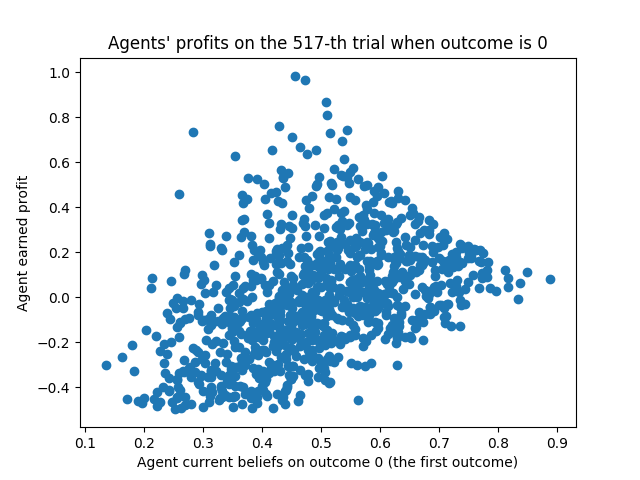 Agents' profits on the 517-th trial when outcome is 0
1.0
0.8
0.6
0.4
0.2
0.0
−0.2
−0.4
Agent earned profit
0.1 0.2 0.3 0.4 0.5 0.6 0.7 0.8 0.9
Agent current beliefs on outcome 0 (the first outcome)